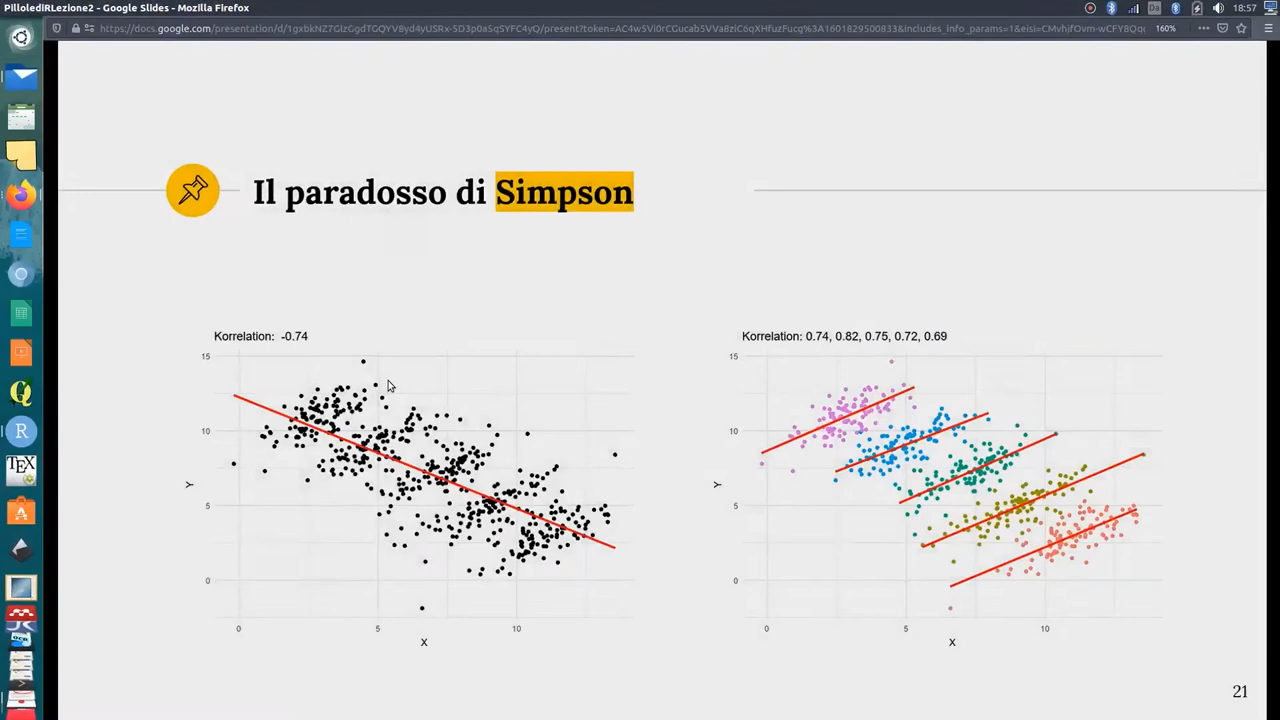 PillolediRLezione2 - Google Slides - Mozilla Firefox
18:57
160%
Il paradosso di Simpson
Korrelation: -0.74
15
10
5
0
Y
0
5
10
X
Korrelation: 0.74, 0.82, 0.75, 0.72, 0.69
15
10
5
0
Y
0
5
10
X
21